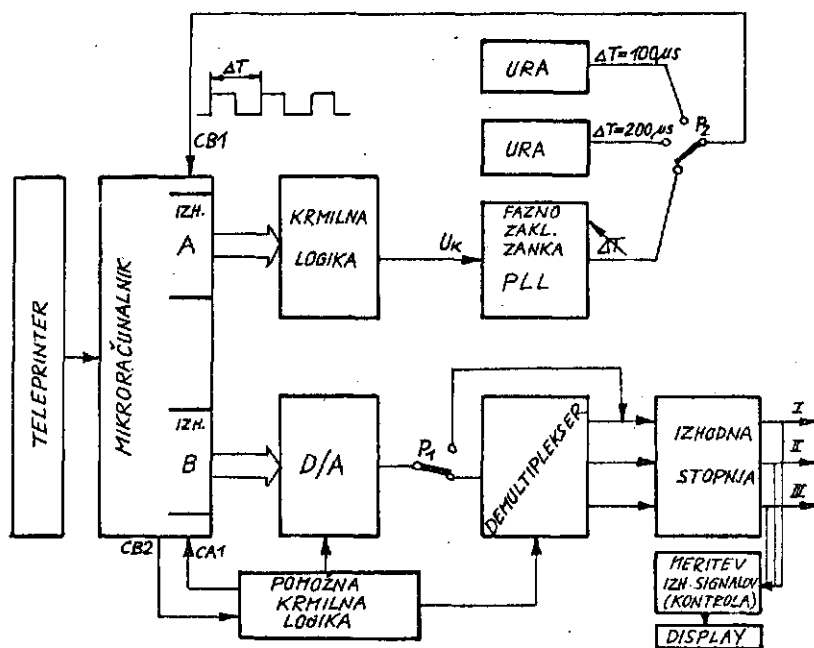 ΔT
CB1
URA
ΔT=100µs
URA
ΔT=200µs
P2
TELEPRINTER
MIKRORAČUNALNIK
IZH.
A
KRMILNA
LOGIKA
UK
FAZNO
ZAKL.
ZANKA
PLL
ΔT
IZH.
B
D/A
P1
DEMULTIPLEKSER
IZHODNA
STOPNJA
I
II
III
CB2
CA1
POMOŽNA
KRMILNA
LOGIKA
MERITEV
IZH. SIGNALOV
(KONTROLA)
DISPLAY